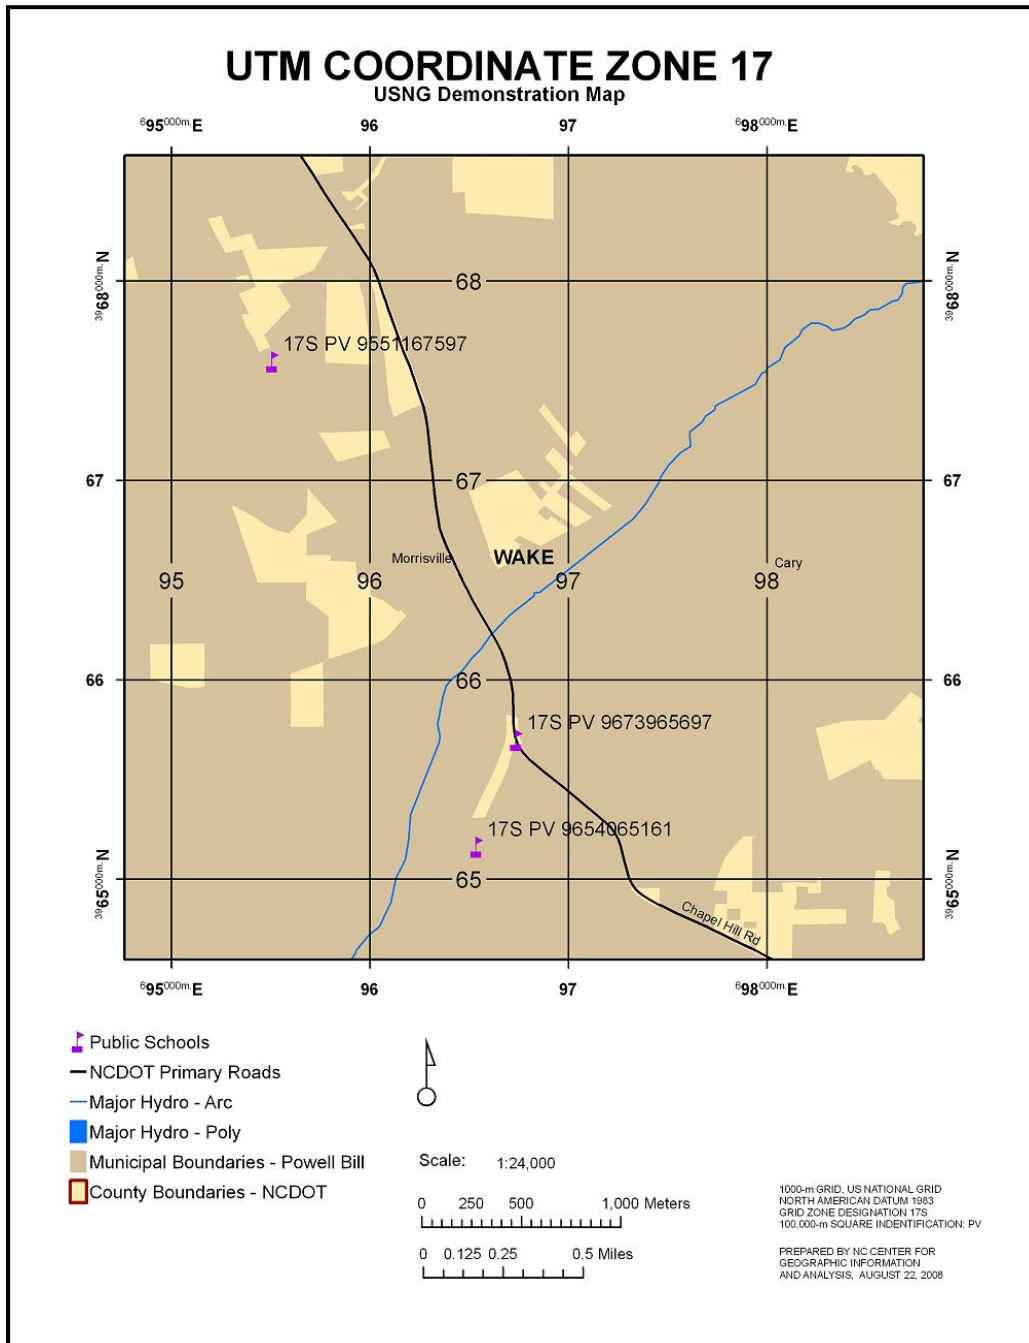 UTM COORDINATE ZONE 17
USNG Demonstration Map
695000m.E 96 97 698000m.E
3968000m.N 68 3968000m.N
17S PV 9551167597
67 67 67
Morrisville WAKE Cary
95 96 97 98
66 66 66
17S PV 9673965697
17S PV 9654065161
3965000m.N 65 3965000m.N
Chapel Hill Rd
695000m.E 96 97 698000m.E
Public Schools
NCDOT Primary Roads
Major Hydro - Arc
Major Hydro - Poly
Municipal Boundaries - Powell Bill
County Boundaries - NCDOT
Scale: 1:24,000
0 250 500 1,000 Meters
0 0.125 0.25 0.5 Miles
1000-m GRID, US NATIONAL GRID
NORTH AMERICAN DATUM 1983
GRID ZONE DESIGNATION 17S
100,000-m SQUARE INDENTIFICATION: PV
PREPARED BY NC CENTER FOR
GEOGRAPHIC INFORMATION
AND ANALYSIS, AUGUST 22, 2008